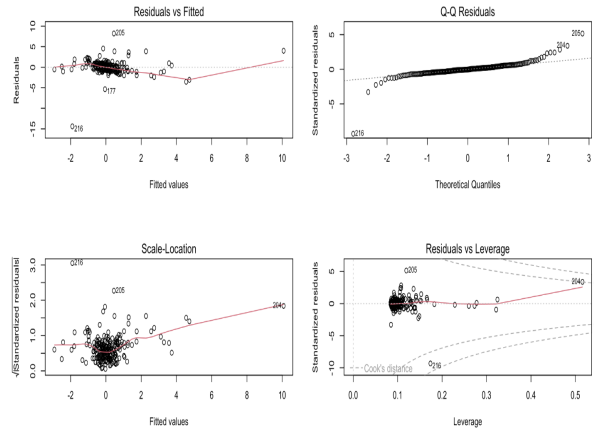 Residuals vs Fitted
Residuals
10
5
0
-5
-15
205
177
216
-2 0 2 4 6 8 10
Fitted values
Q-Q Residuals
Standardized residuals
5
0
-5
205
204
216
-3 -2 -1 0 1 2 3
Theoretical Quantiles
Scale-Location
√|Standardized residuals|
3.0
2.0
1.0
0.0
216
205
204
-2 0 2 4 6 8 10
Fitted values
Residuals vs Leverage
Standardized residuals
5
0
-5
-10
205
204
216
Cook's distance
0.0 0.1 0.2 0.3 0.4 0.5
Leverage